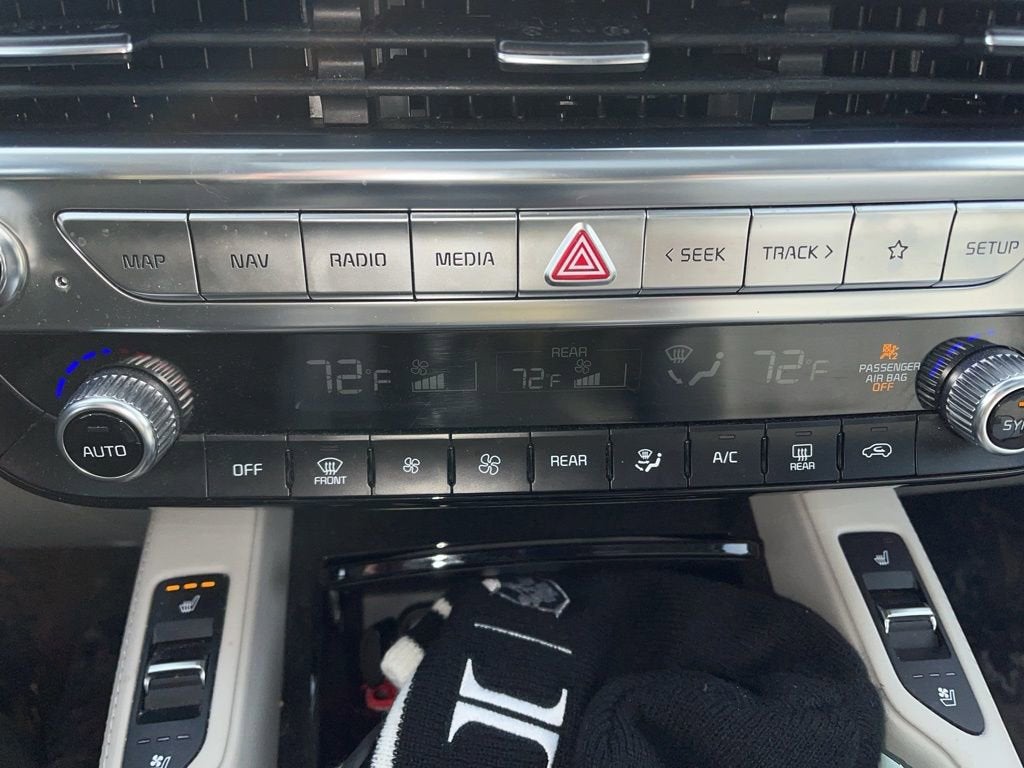 MAP
NAV
RADIO
MEDIA
< SEEK
TRACK >
SETUP
72°F
REAR
72°F
72°F
PASSENGER
AIR BAG
OFF
AUTO
OFF
FRONT
REAR
A/C
REAR
SY